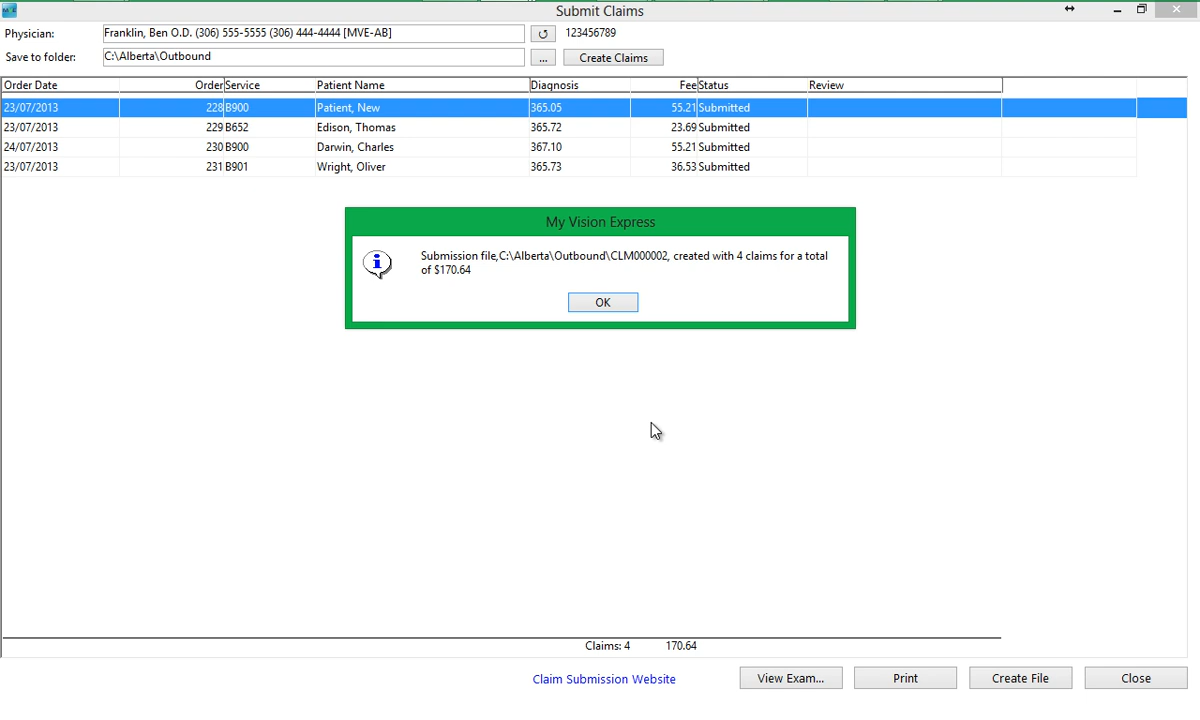 Submit Claims
Physician: Franklin, Ben O.D. (306) 555-5555 (306) 444-4444 [MVE-AB] 123456789
Save to folder: C:\Alberta\Outbound ... Create Claims
Order Date Order Service Patient Name Diagnosis Fee Status Review
23/07/2013 228 B900 Patient, New 365.05 55.21 Submitted
23/07/2013 229 B652 Edison, Thomas 365.72 23.69 Submitted
24/07/2013 230 B900 Darwin, Charles 367.10 55.21 Submitted
23/07/2013 231 B901 Wright, Oliver 365.73 36.53 Submitted
My Vision Express
Submission file,C:\Alberta\Outbound\CLM000002, created with 4 claims for a total
of $170.64
OK
Claims: 4 170.64
Claim Submission Website View Exam... Print Create File Close